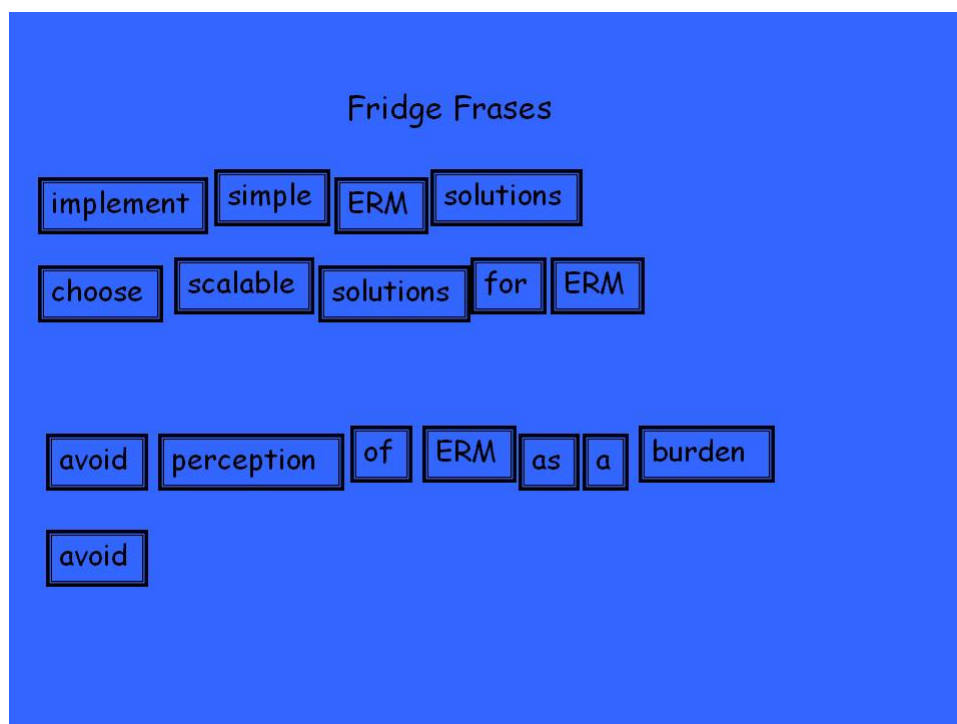 Fridge Frases
implement simple ERM solutions
choose scalable solutions for ERM
avoid perception of ERM as a burden
avoid